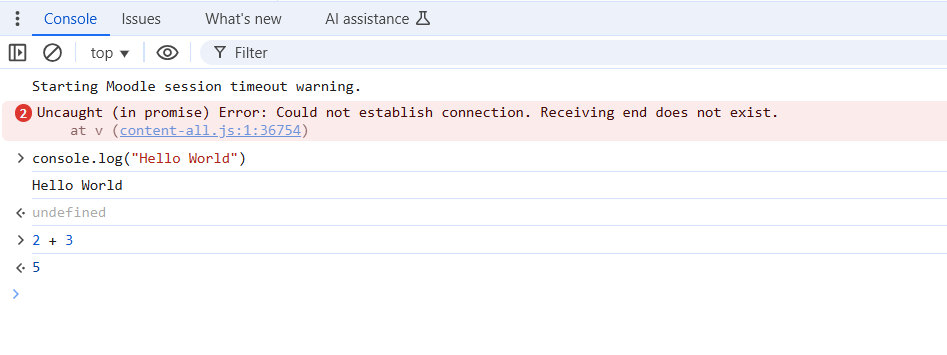 Console Issues What's new AI assistance
top Filter
Starting Moodle session timeout warning.
2 Uncaught (in promise) Error: Could not establish connection. Receiving end does not exist.
at v (content-all.js:1:36754)
console.log("Hello World")
Hello World
undefined
2 + 3
5